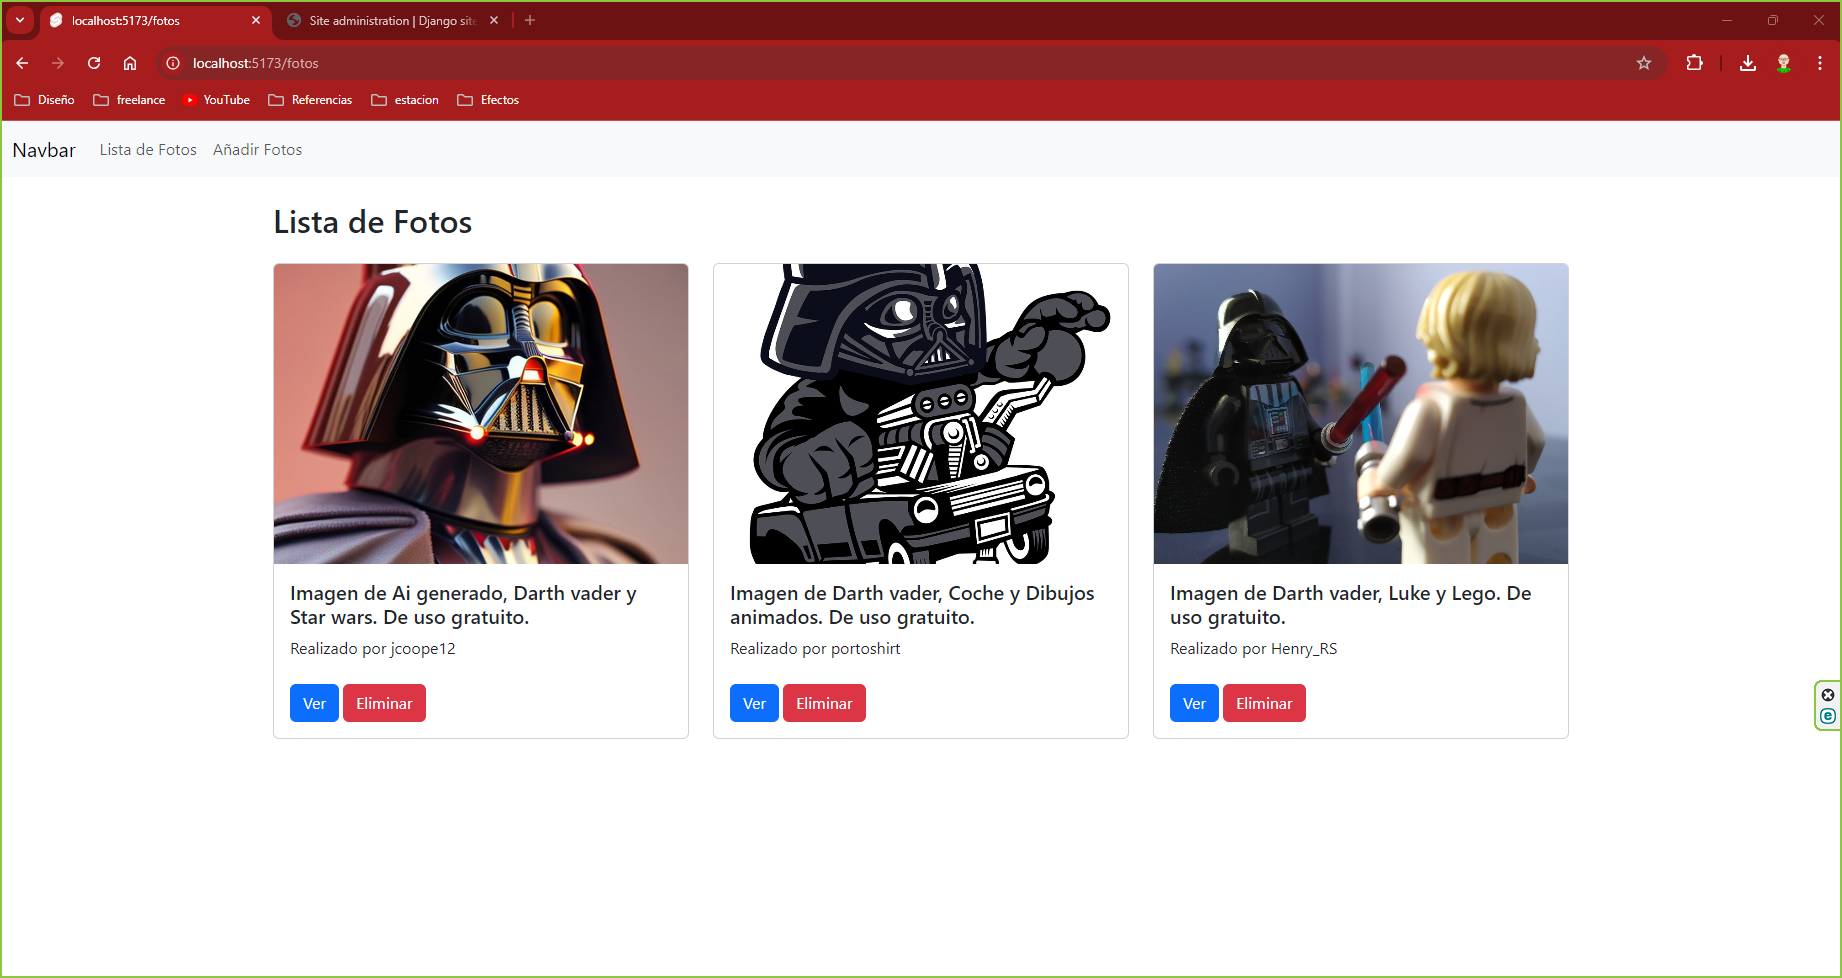 localhost:5173/fotos
Site administration | Django site
localhost:5173/fotos
Diseño freelance YouTube Referencias estacion Efectos
Navbar Lista de Fotos Añadir Fotos
Lista de Fotos
Imagen de Ai generado, Darth vader y
Star wars. De uso gratuito.
Realizado por jcoope12
Ver Eliminar
Imagen de Darth vader, Coche y Dibujos
animados. De uso gratuito.
Realizado por portoshirt
Ver Eliminar
Imagen de Darth vader, Luke y Lego. De
uso gratuito.
Realizado por Henry_RS
Ver Eliminar